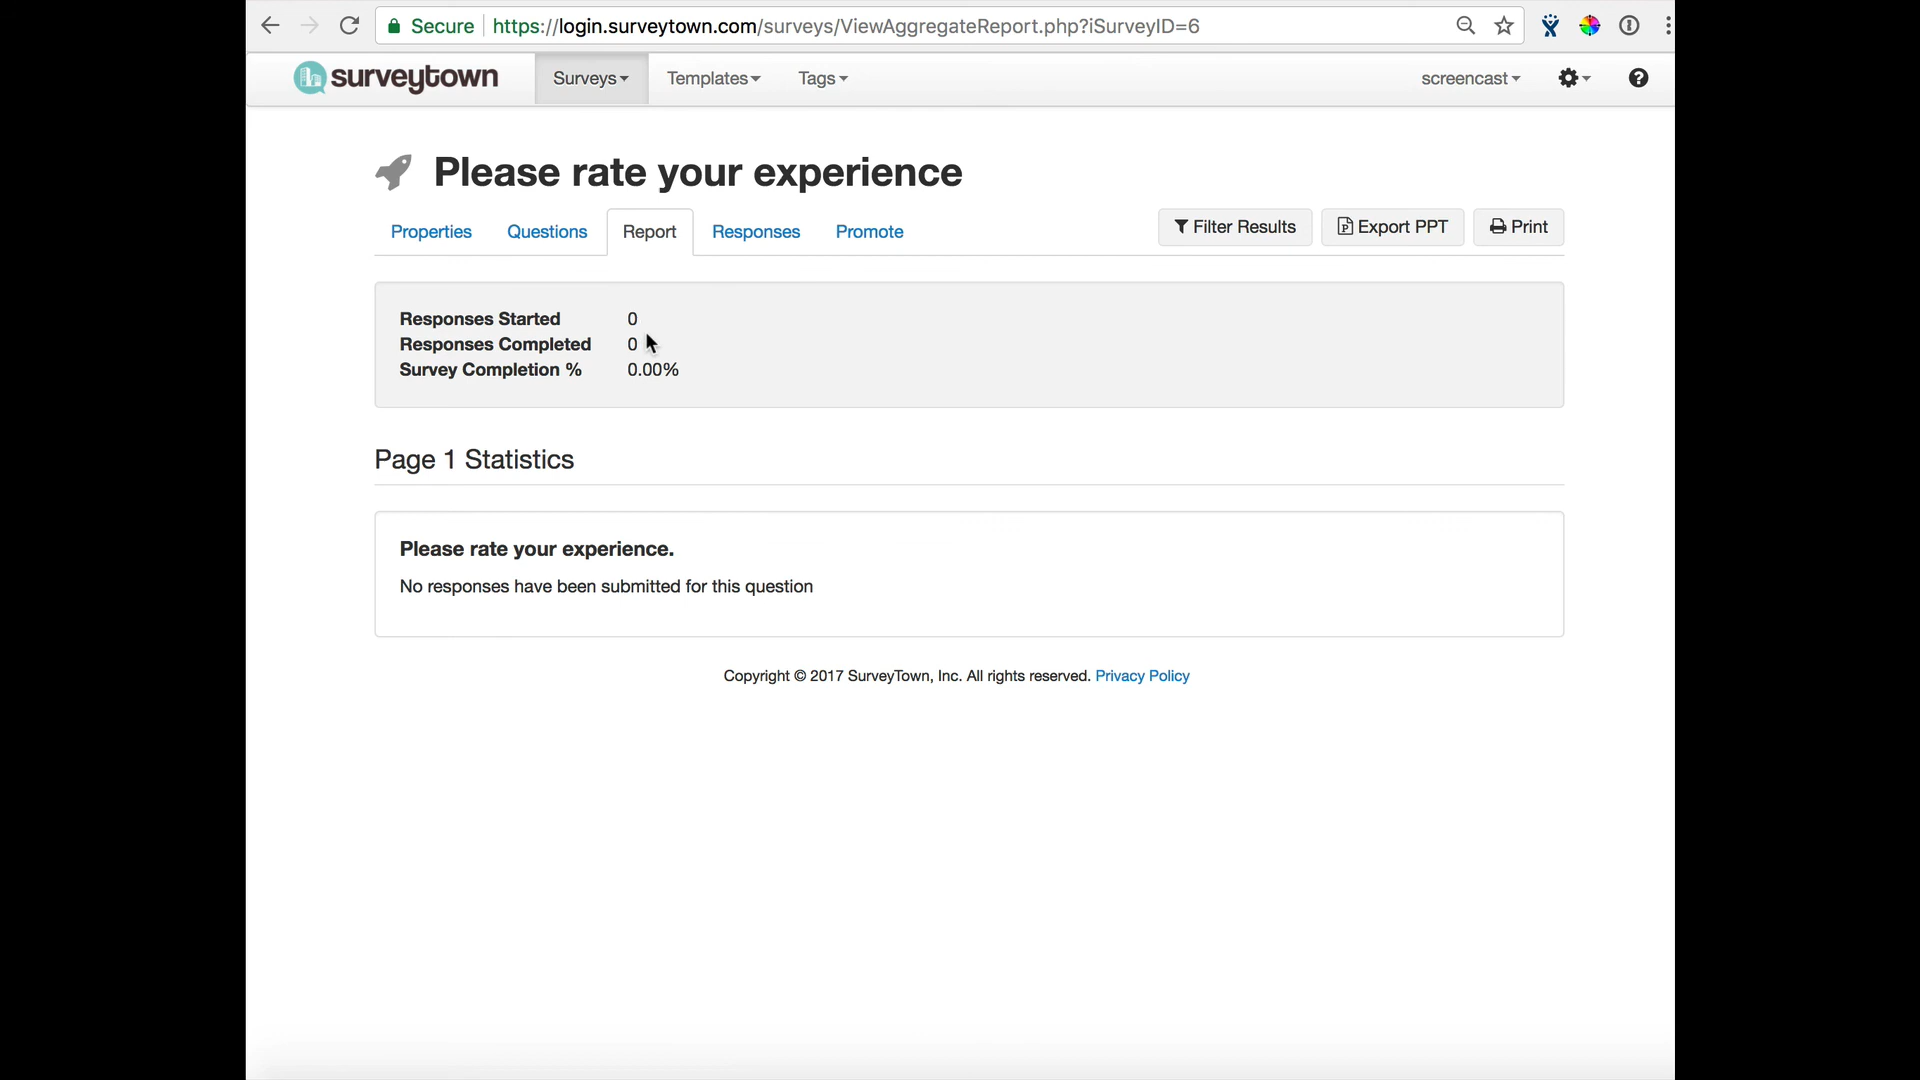 Secure https://login.surveytown.com/surveys/ViewAggregateReport.php?iSurveyID=6
surveytown Surveys Templates Tags screencast
Please rate your experience
Properties Questions Report Responses Promote Filter Results Export PPT Print
Responses Started 0
Responses Completed 0
Survey Completion % 0.00%
Page 1 Statistics
Please rate your experience.
No responses have been submitted for this question
Copyright © 2017 SurveyTown, Inc. All rights reserved. Privacy Policy